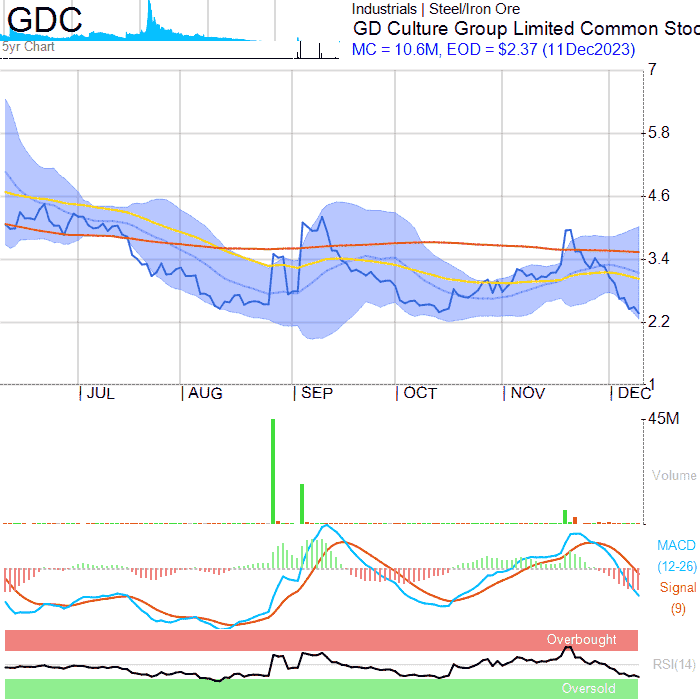 GDC
5yr Chart
Industrials | Steel/Iron Ore
GD Culture Group Limited Common Stoc
MC = 10.6M, EOD = $2.37 (11Dec2023)
7
5.8
4.6
3.4
2.2
1
JUL
AUG
SEP
OCT
NOV
DEC
45M
Volume
MACD
(12-26)
Signal
(9)
Overbought
RSI(14)
Oversold